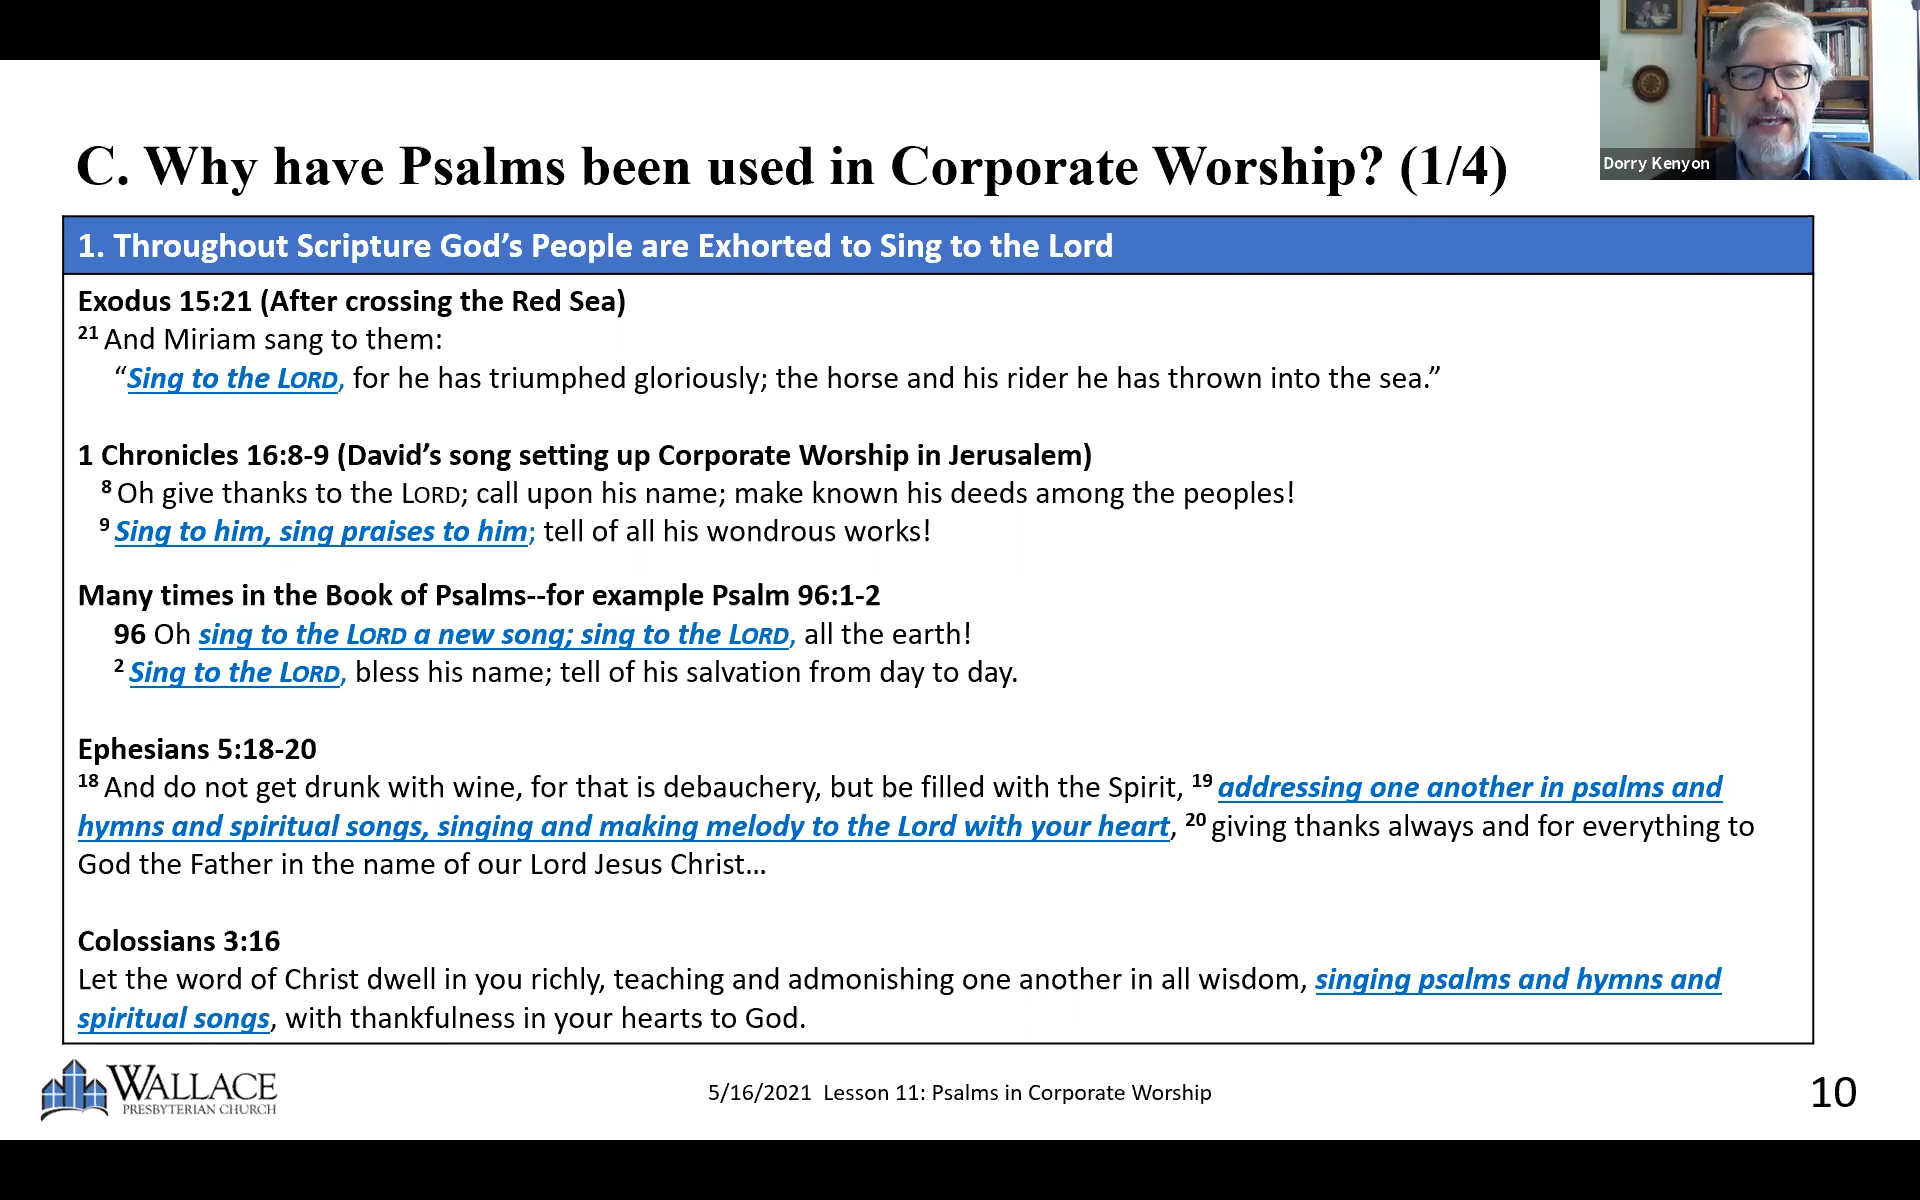 Dorry Kenyon
C. Why have Psalms been used in Corporate Worship? (1/4)
1. Throughout Scripture God’s People are Exhorted to Sing to the Lord
Exodus 15:21 (After crossing the Red Sea)
21 And Miriam sang to them:
“Sing to the LORD, for he has triumphed gloriously; the horse and his rider he has thrown into the sea.”
1 Chronicles 16:8-9 (David’s song setting up Corporate Worship in Jerusalem)
8 Oh give thanks to the LORD; call upon his name; make known his deeds among the peoples!
9 Sing to him, sing praises to him; tell of all his wondrous works!
Many times in the Book of Psalms--for example Psalm 96:1-2
96 Oh sing to the LORD a new song; sing to the LORD, all the earth!
2 Sing to the LORD, bless his name; tell of his salvation from day to day.
Ephesians 5:18-20
18 And do not get drunk with wine, for that is debauchery, but be filled with the Spirit, 19 addressing one another in psalms and
hymns and spiritual songs, singing and making melody to the Lord with your heart, 20 giving thanks always and for everything to
God the Father in the name of our Lord Jesus Christ…
Colossians 3:16
Let the word of Christ dwell in you richly, teaching and admonishing one another in all wisdom, singing psalms and hymns and
spiritual songs, with thankfulness in your hearts to God.
WALLACE
PRESBYTERIAN CHURCH
5/16/2021 Lesson 11: Psalms in Corporate Worship
10